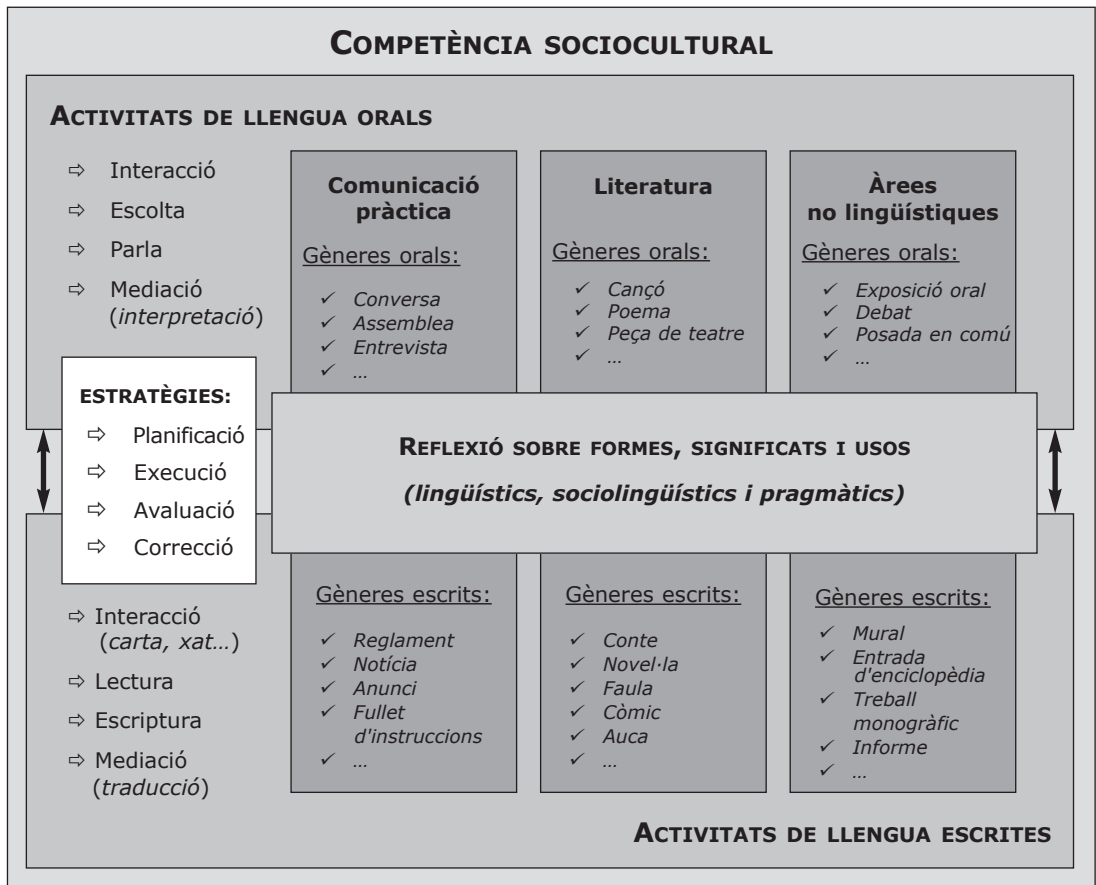 COMPETÈNCIA SOCIOCULTURAL
ACTIVITATS DE LLENGUA ORALS
⇨ Interacció
⇨ Escolta
⇨ Parla
⇨ Mediació
(interpretació)
Comunicació
pràctica
Gèneres orals:
✓ Conversa
✓ Assemblea
✓ Entrevista
✓ ...
Literatura
Gèneres orals:
✓ Cançó
✓ Poema
✓ Peça de teatre
✓ ...
Àrees
no lingüístiques
Gèneres orals:
✓ Exposició oral
✓ Debat
✓ Posada en comú
✓ ...
ESTRATÈGIES:
⇨ Planificació
⇨ Execució
⇨ Avaluació
⇨ Correcció
REFLEXIÓ SOBRE FORMES, SIGNIFICATS I USOS
(lingüístics, sociolingüístics i pragmàtics)
⇨ Interacció
(carta, xat...)
⇨ Lectura
⇨ Escriptura
⇨ Mediació
(traducció)
Gèneres escrits:
✓ Reglament
✓ Notícia
✓ Anunci
✓ Fullet
d'instruccions
✓ ...
Gèneres escrits:
✓ Conte
✓ Novel·la
✓ Faula
✓ Còmic
✓ Auca
✓ ...
Gèneres escrits:
✓ Mural
✓ Entrada
d'enciclopèdia
✓ Treball
monogràfic
✓ Informe
✓ ...
ACTIVITATS DE LLENGUA ESCRITES